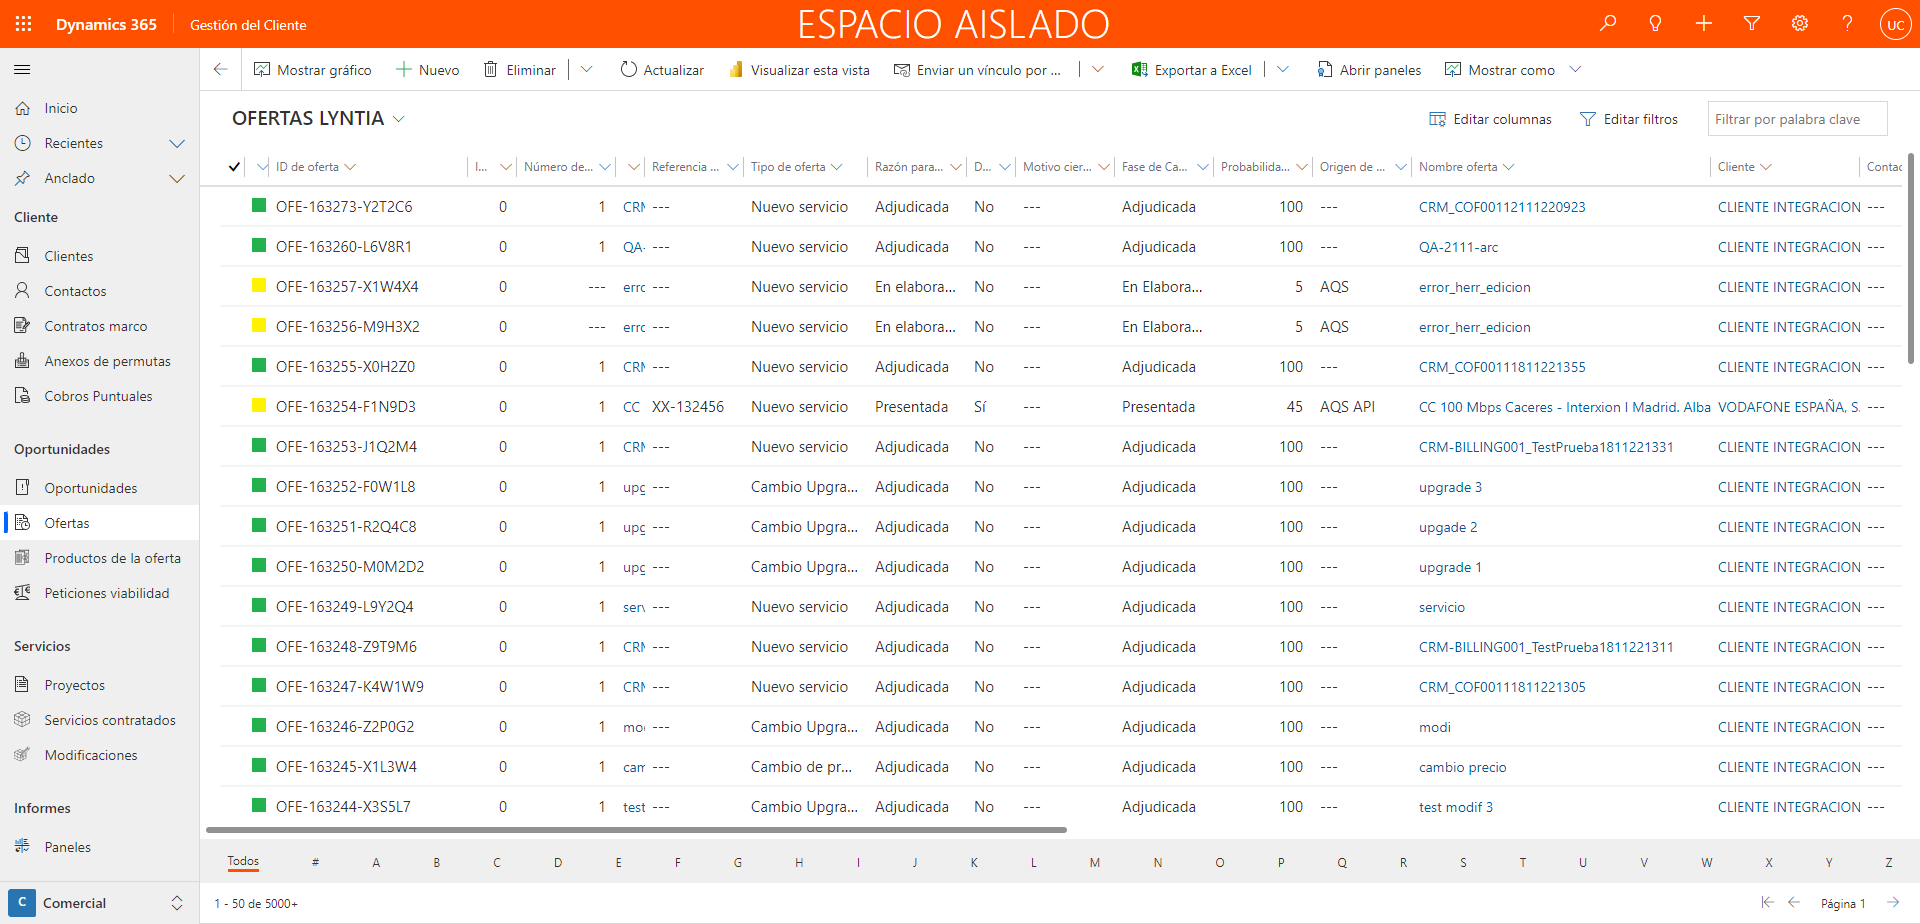 Dynamics 365 Gestión del Cliente ESPACIO AISLADO UC
Mostrar gráfico Nuevo Eliminar Actualizar Visualizar esta vista Enviar un vínculo por ... Exportar a Excel Abrir paneles Mostrar como
Inicio
Recientes
Anclado
Cliente
Clientes
Contactos
Contratos marco
Anexos de permutas
Cobros Puntuales
Oportunidades
Oportunidades
Ofertas
Productos de la oferta
Peticiones viabilidad
Servicios
Proyectos
Servicios contratados
Modificaciones
Informes
Paneles
C Comercial
OFERTAS LYNTIA Editar columnas Editar filtros Filtrar por palabra clave
ID de oferta I... Número de... Referencia ... Tipo de oferta Razón para... D... Motivo cier... Fase de Ca... Probabilida... Origen de ... Nombre oferta Cliente Contac
OFE-163273-Y2T2C6 0 1 CRM --- Nuevo servicio Adjudicada No --- Adjudicada 100 --- CRM_COF00112111220923 CLIENTE INTEGRACION ---
OFE-163260-L6V8R1 0 1 QA- --- Nuevo servicio Adjudicada No --- Adjudicada 100 --- QA-2111-arc CLIENTE INTEGRACION ---
OFE-163257-X1W4X4 0 --- errc --- Nuevo servicio En elabora... No --- En Elabora... 5 AQS error_herr_edicion CLIENTE INTEGRACION ---
OFE-163256-M9H3X2 0 --- errc --- Nuevo servicio En elabora... No --- En Elabora... 5 AQS error_herr_edicion CLIENTE INTEGRACION ---
OFE-163255-X0H2Z0 0 1 CRM --- Nuevo servicio Adjudicada No --- Adjudicada 100 --- CRM_COF00111811221355 CLIENTE INTEGRACION ---
OFE-163254-F1N9D3 0 1 CC XX-132456 Nuevo servicio Presentada Sí --- Presentada 45 AQS API CC 100 Mbps Caceres - Interxion I Madrid. Alba VODAFONE ESPAÑA, S. ---
OFE-163253-J1Q2M4 0 1 CRM --- Nuevo servicio Adjudicada No --- Adjudicada 100 --- CRM-BILLING001_TestPrueba1811221331 CLIENTE INTEGRACION ---
OFE-163252-F0W1L8 0 1 upg --- Cambio Upgra... Adjudicada No --- Adjudicada 100 --- upgrade 3 CLIENTE INTEGRACION ---
OFE-163251-R2Q4C8 0 1 upg --- Cambio Upgra... Adjudicada No --- Adjudicada 100 --- upgade 2 CLIENTE INTEGRACION ---
OFE-163250-M0M2D2 0 1 upg --- Cambio Upgra... Adjudicada No --- Adjudicada 100 --- upgrade 1 CLIENTE INTEGRACION ---
OFE-163249-L9Y2Q4 0 1 serv --- Nuevo servicio Adjudicada No --- Adjudicada 100 --- servicio CLIENTE INTEGRACION ---
OFE-163248-Z9T9M6 0 1 CRM --- Nuevo servicio Adjudicada No --- Adjudicada 100 --- CRM-BILLING001_TestPrueba1811221311 CLIENTE INTEGRACION ---
OFE-163247-K4W1W9 0 1 CRM --- Nuevo servicio Adjudicada No --- Adjudicada 100 --- CRM_COF00111811221305 CLIENTE INTEGRACION ---
OFE-163246-Z2P0G2 0 1 mo --- Cambio Upgra... Adjudicada No --- Adjudicada 100 --- modi CLIENTE INTEGRACION ---
OFE-163245-X1L3W4 0 1 cam --- Cambio de pr... Adjudicada No --- Adjudicada 100 --- cambio precio CLIENTE INTEGRACION ---
OFE-163244-X3S5L7 0 1 test --- Cambio Upgra... Adjudicada No --- Adjudicada 100 --- test modif 3 CLIENTE INTEGRACION ---
Todos # A B C D E F G H I J K L M N O P Q R S T U V W X Y Z
1 - 50 de 5000+ Página 1